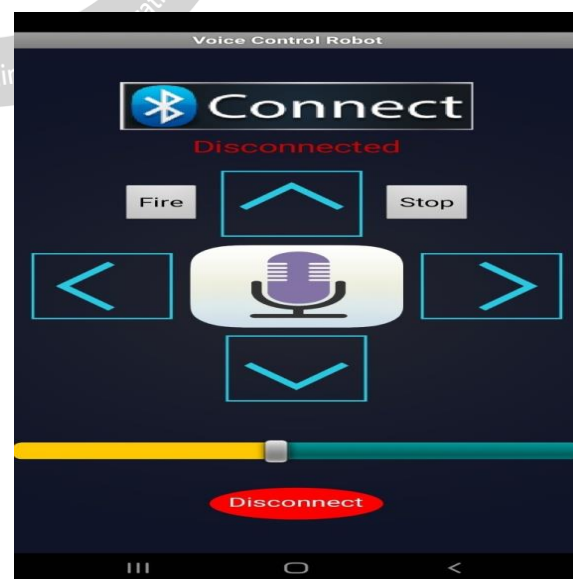 Voice Control Robot
Connect
Disconnected
Fire
Stop
Disconnect